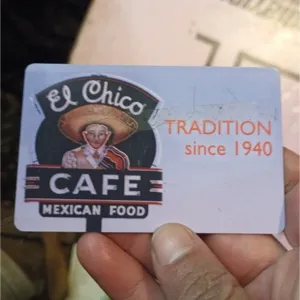 El Chico
CAFE
MEXICAN FOOD
TRADITION
since 1940